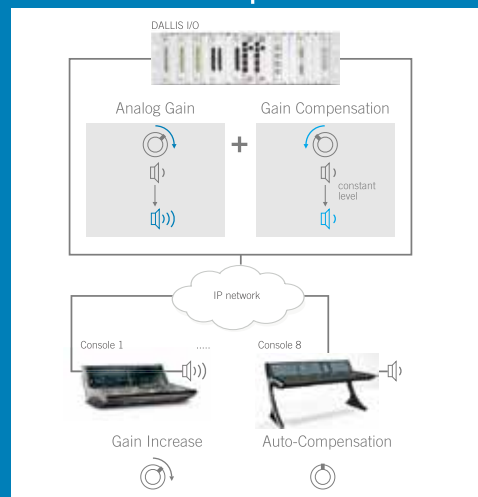 DALLIS I/O
Analog Gain
Gain Compensation
+
constant
level
IP network
Console 1
.....
Console 8
Gain Increase
Auto-Compensation